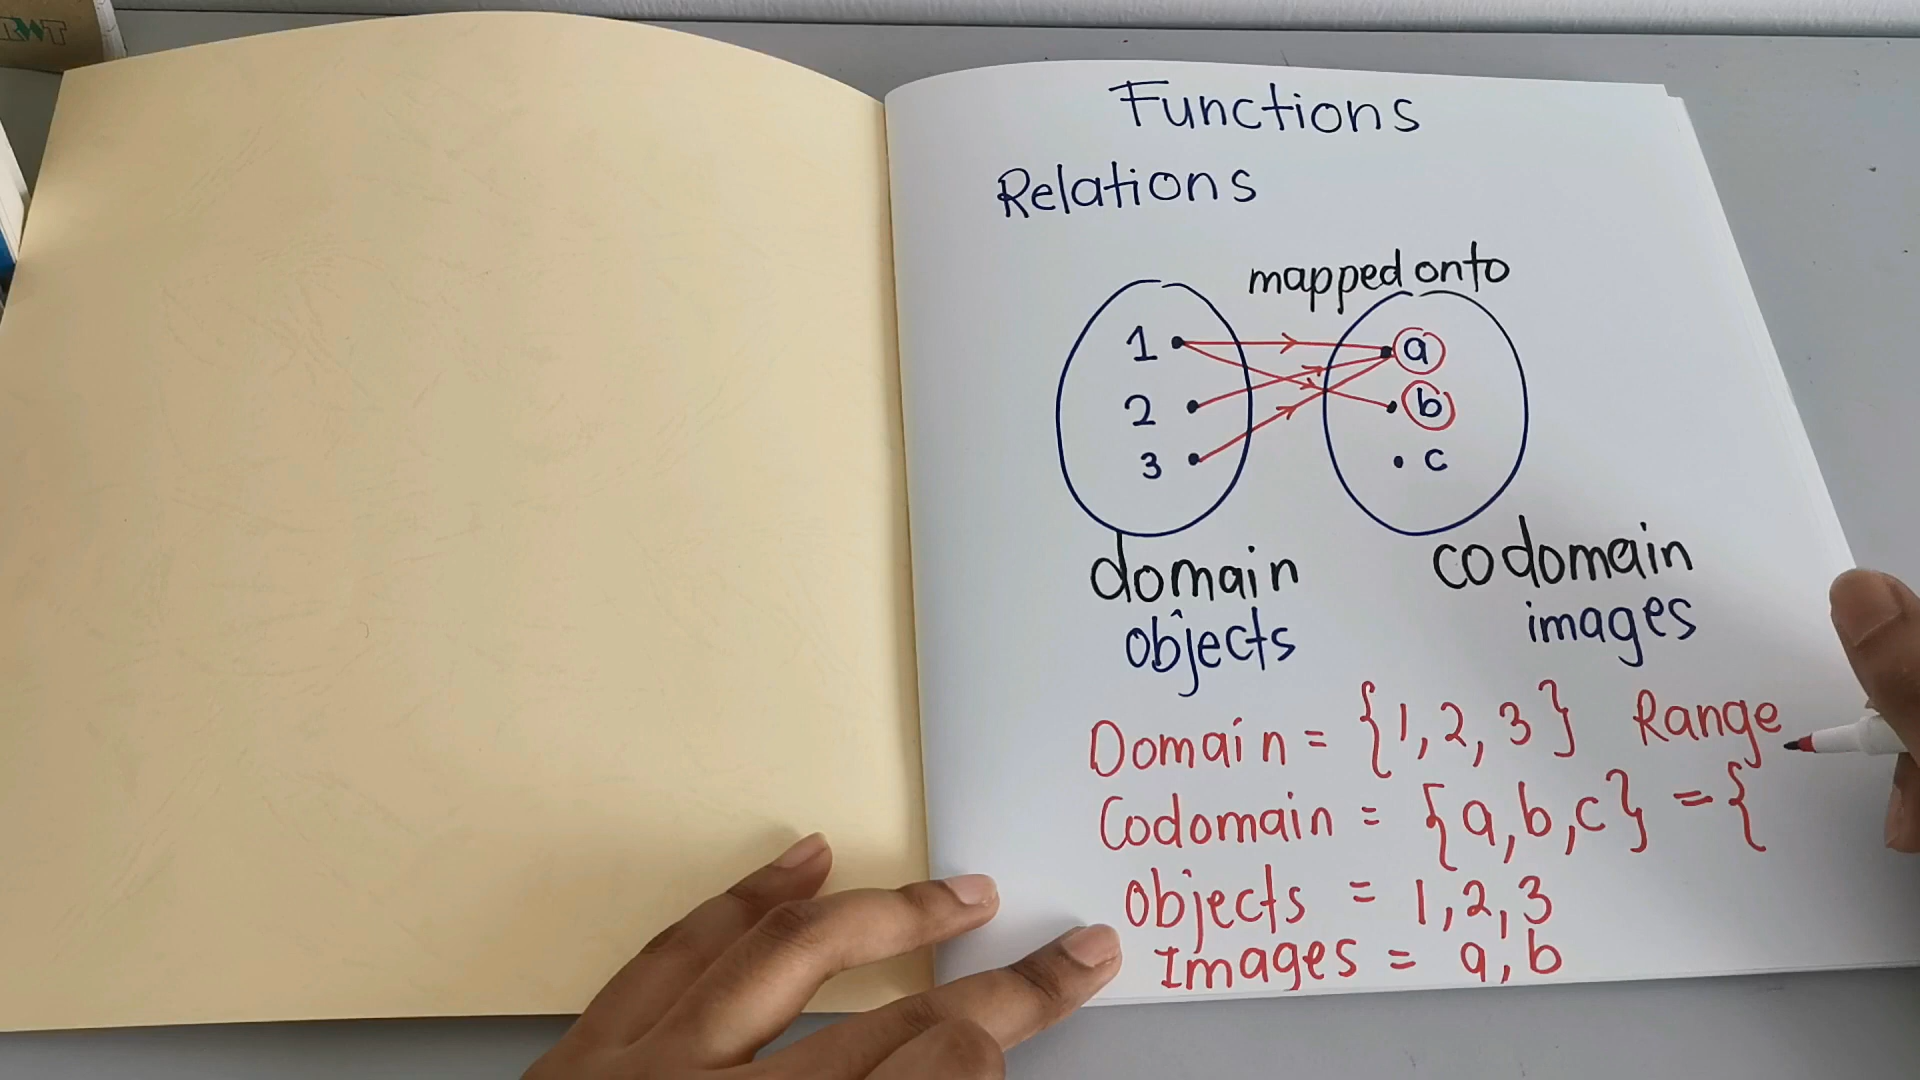 Functions
Relations
mapped onto
1 a
2 b
3 c
domain codomain
objects images
Domain = {1, 2, 3} Range
Codomain = {a, b, c} = {
Objects = 1, 2, 3
Images = a, b